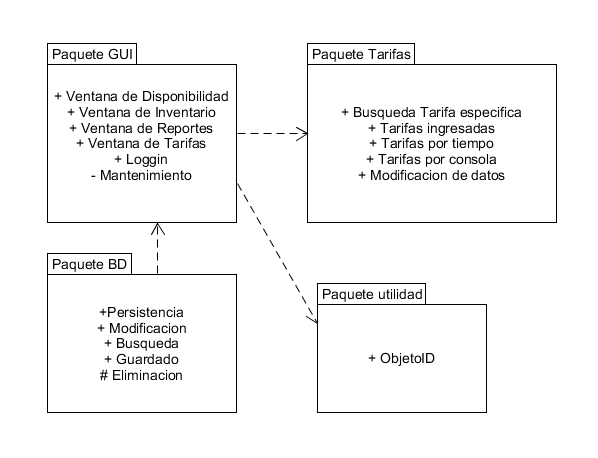 Paquete GUI
+ Ventana de Disponibilidad
+ Ventana de Inventario
+ Ventana de Reportes
+ Ventana de Tarifas
+ Loggin
- Mantenimiento
Paquete Tarifas
+ Busqueda Tarifa especifica
+ Tarifas ingresadas
+ Tarifas por tiempo
+ Tarifas por consola
+ Modificacion de datos
Paquete BD
+Persistencia
+ Modificacion
+ Busqueda
+ Guardado
# Eliminacion
Paquete utilidad
+ ObjetoID